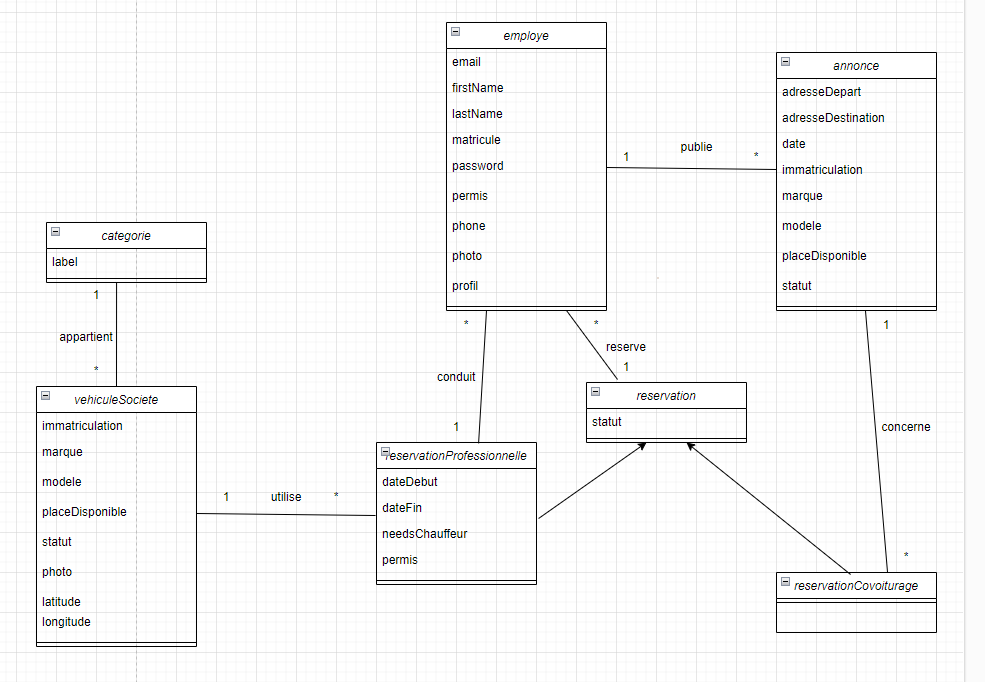 employe
email
firstName
lastName
matricule
password
permis
phone
photo
profil
1
publie
*
annonce
adresseDepart
adresseDestination
date
immatriculation
marque
modele
placeDisponible
statut
categorie
label
1
appartient
*
vehiculeSociete
immatriculation
marque
modele
placeDisponible
statut
photo
latitude
longitude
*
conduit
1
*
reserve
1
reservation
statut
1
concerne
*
reservationProfessionnelle
dateDebut
dateFin
needsChauffeur
permis
1
utilise
*
reservationCovoiturage